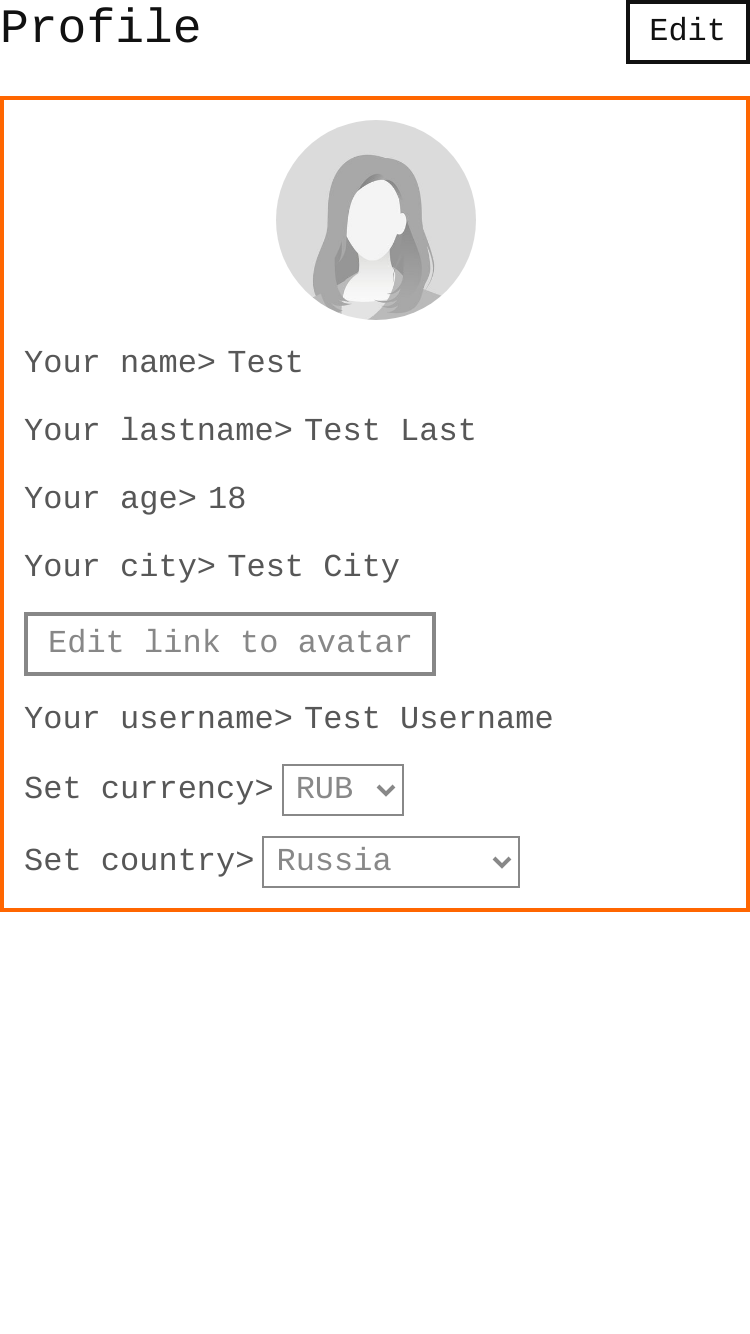 Profile
Edit
Your name> Test
Your lastname> Test Last
Your age> 18
Your city> Test City
Edit link to avatar
Your username> Test Username
Set currency> RUB
Set country> Russia